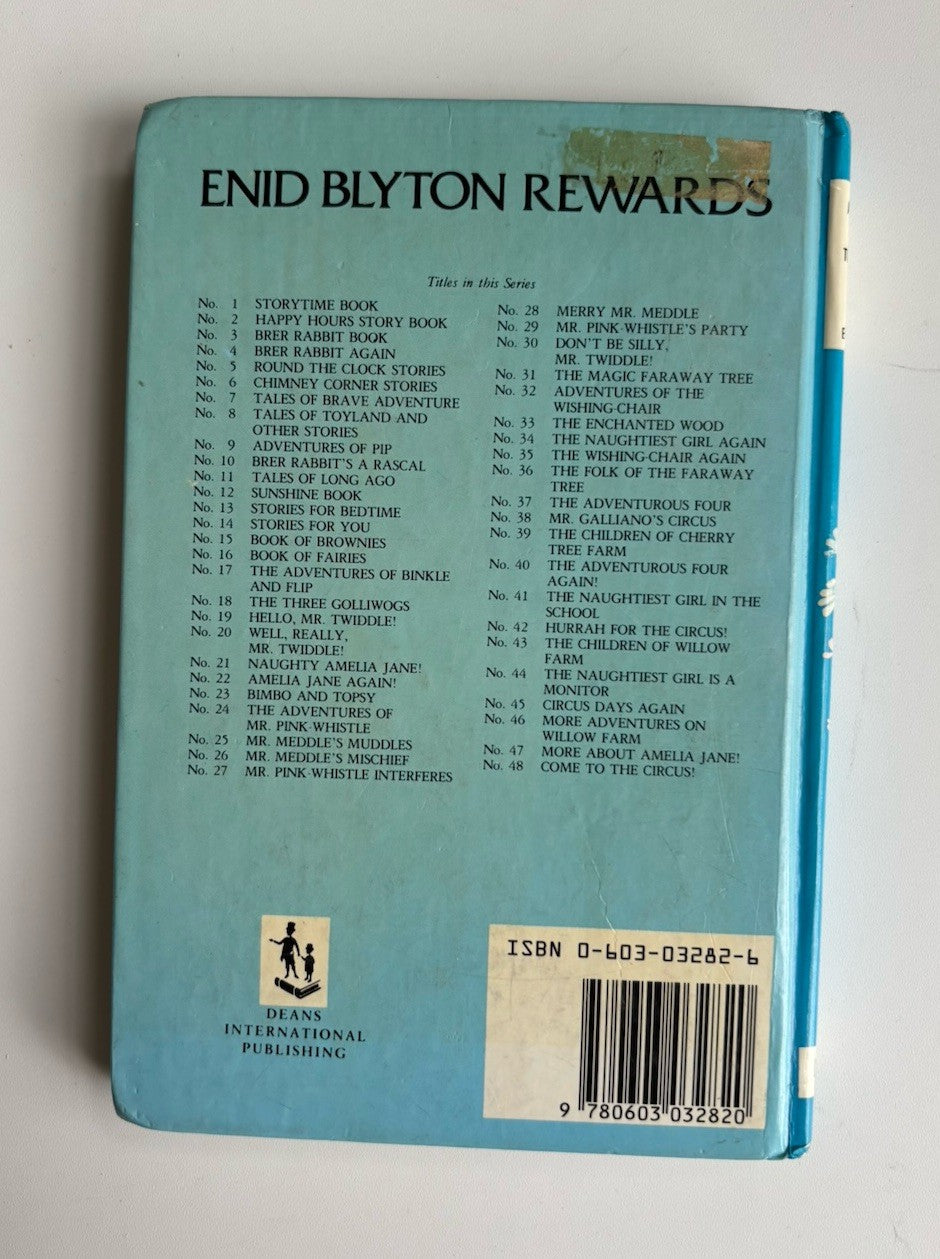 ENID BLYTON REWARDS
Titles in this Series
No. 1 STORYTIME BOOK
No. 2 HAPPY HOURS STORY BOOK
No. 3 BRER RABBIT BOOK
No. 4 BRER RABBIT AGAIN
No. 5 ROUND THE CLOCK STORIES
No. 6 CHIMNEY CORNER STORIES
No. 7 TALES OF BRAVE ADVENTURE
No. 8 TALES OF TOYLAND AND
OTHER STORIES
No. 9 ADVENTURES OF PIP
No. 10 BRER RABBIT'S A RASCAL
No. 11 TALES OF LONG AGO
No. 12 SUNSHINE BOOK
No. 13 STORIES FOR BEDTIME
No. 14 STORIES FOR YOU
No. 15 BOOK OF BROWNIES
No. 16 BOOK OF FAIRIES
No. 17 THE ADVENTURES OF BINKLE
AND FLIP
No. 18 THE THREE GOLLIWOGS
No. 19 HELLO, MR. TWIDDLE!
No. 20 WELL, REALLY,
MR. TWIDDLE!
No. 21 NAUGHTY AMELIA JANE!
No. 22 AMELIA JANE AGAIN!
No. 23 BIMBO AND TOPSY
No. 24 THE ADVENTURES OF
MR. PINK-WHISTLE
No. 25 MR. MEDDLE'S MUDDLES
No. 26 MR. MEDDLE'S MISCHIEF
No. 27 MR. PINK-WHISTLE INTERFERES
No. 28 MERRY MR. MEDDLE
No. 29 MR. PINK-WHISTLE'S PARTY
No. 30 DON'T BE SILLY,
MR. TWIDDLE!
No. 31 THE MAGIC FARAWAY TREE
No. 32 ADVENTURES OF THE
WISHING-CHAIR
No. 33 THE ENCHANTED WOOD
No. 34 THE NAUGHTIEST GIRL AGAIN
No. 35 THE WISHING-CHAIR AGAIN
No. 36 THE FOLK OF THE FARAWAY
TREE
No. 37 THE ADVENTUROUS FOUR
No. 38 MR. GALLIANO'S CIRCUS
No. 39 THE CHILDREN OF CHERRY
TREE FARM
No. 40 THE ADVENTUROUS FOUR
AGAIN!
No. 41 THE NAUGHTIEST GIRL IN THE
SCHOOL
No. 42 HURRAH FOR THE CIRCUS!
No. 43 THE CHILDREN OF WILLOW
FARM
No. 44 THE NAUGHTIEST GIRL IS A
MONITOR
No. 45 CIRCUS DAYS AGAIN
No. 46 MORE ADVENTURES ON
WILLOW FARM
No. 47 MORE ABOUT AMELIA JANE!
No. 48 COME TO THE CIRCUS!
DEANS
INTERNATIONAL
PUBLISHING
ISBN 0-603-03282-6
9 780603 032820